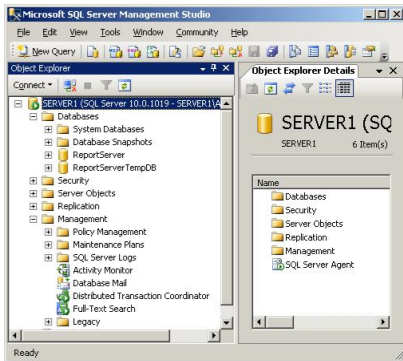 Microsoft SQL Server Management Studio
File Edit View Tools Window Community Help
New Query
Object Explorer
Connect
SERVER1 (SQL Server 10.0.1019 - SERVER1\A
Databases
System Databases
Database Snapshots
ReportServer
ReportServerTempDB
Security
Server Objects
Replication
Management
Policy Management
Maintenance Plans
SQL Server Logs
Activity Monitor
Database Mail
Distributed Transaction Coordinator
Full-Text Search
Legacy
Object Explorer Details
SERVER1 (SQ
SERVER1 6 Item(s)
Name
Databases
Security
Server Objects
Replication
Management
SQL Server Agent
Ready